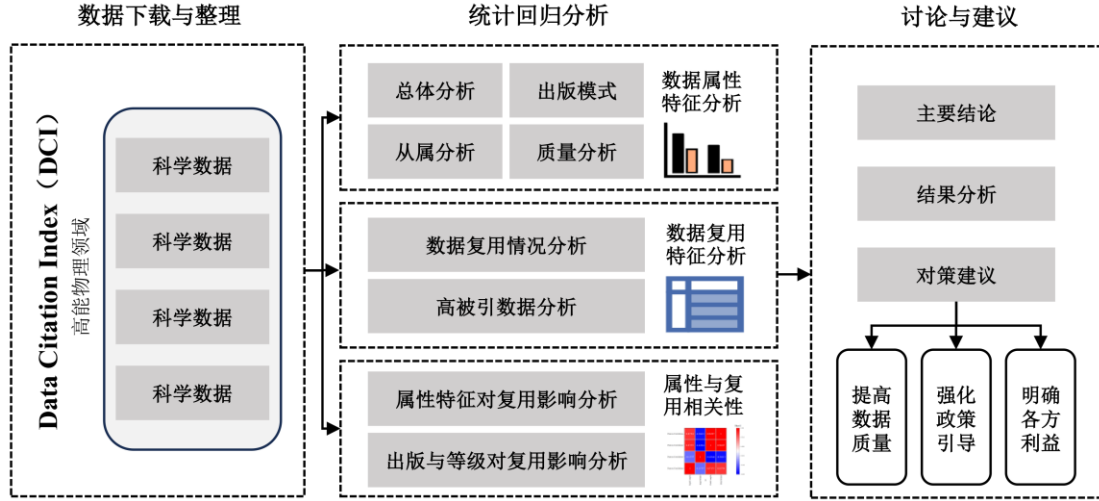 数据下载与整理
Data Citation Index（DCI）
高能物理领域
科学数据
科学数据
科学数据
科学数据
统计回归分析
总体分析
出版模式
从属分析
质量分析
数据属性
特征分析
数据复用情况分析
高被引数据分析
数据复用
特征分析
属性特征对复用影响分析
出版与等级对复用影响分析
属性与复
用相关性
讨论与建议
主要结论
结果分析
对策建议
提高
数据
质量
强化
政策
引导
明确
各方
利益